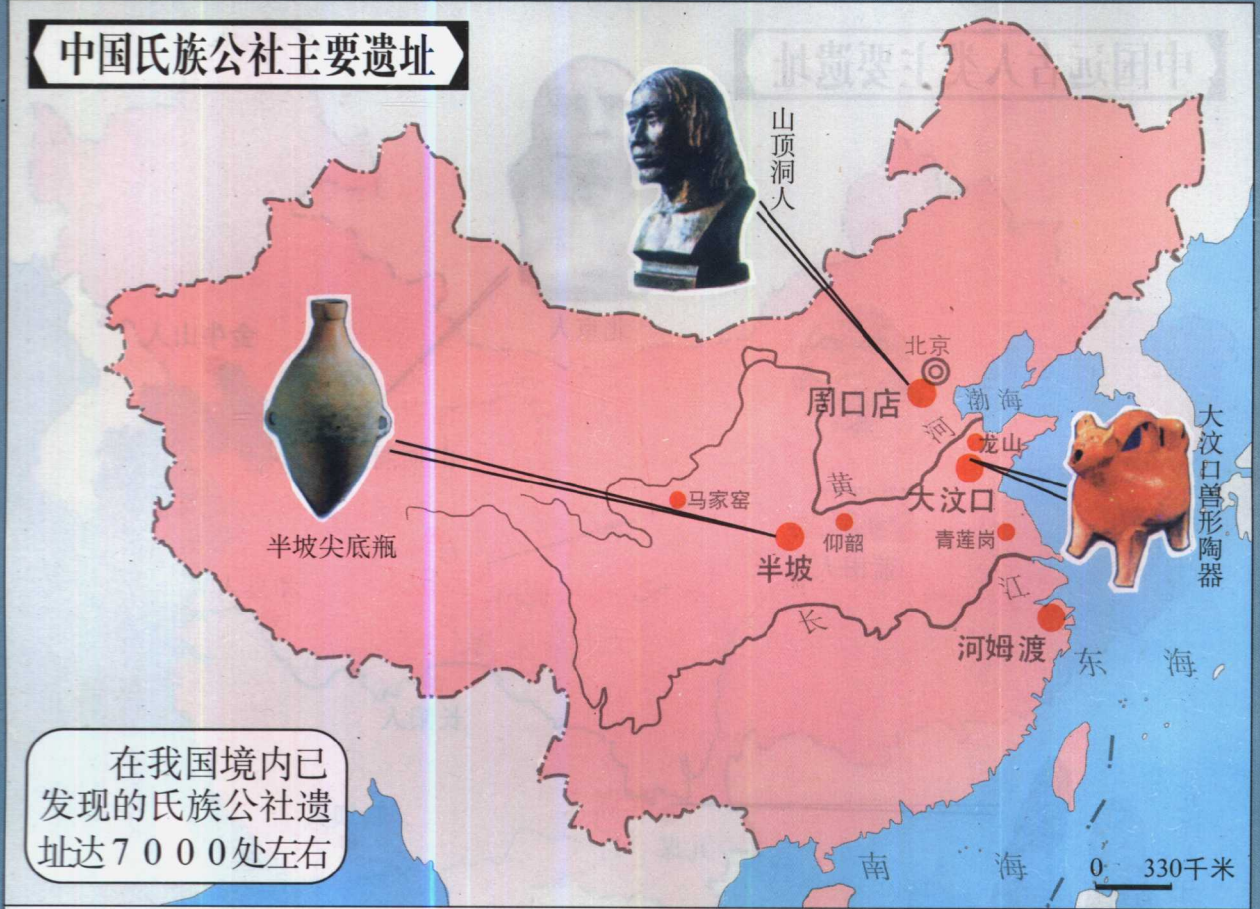 中国氏族公社主要遗址
山顶洞人
北京
周口店
渤海
河
龙山
大汶口
大汶口兽形陶器
黄
马家窑
仰韶
青莲岗
半坡
半坡尖底瓶
江
长
河姆渡
东海
在我国境内已
发现的氏族公社遗
址达7000处左右
南海
0 330千米